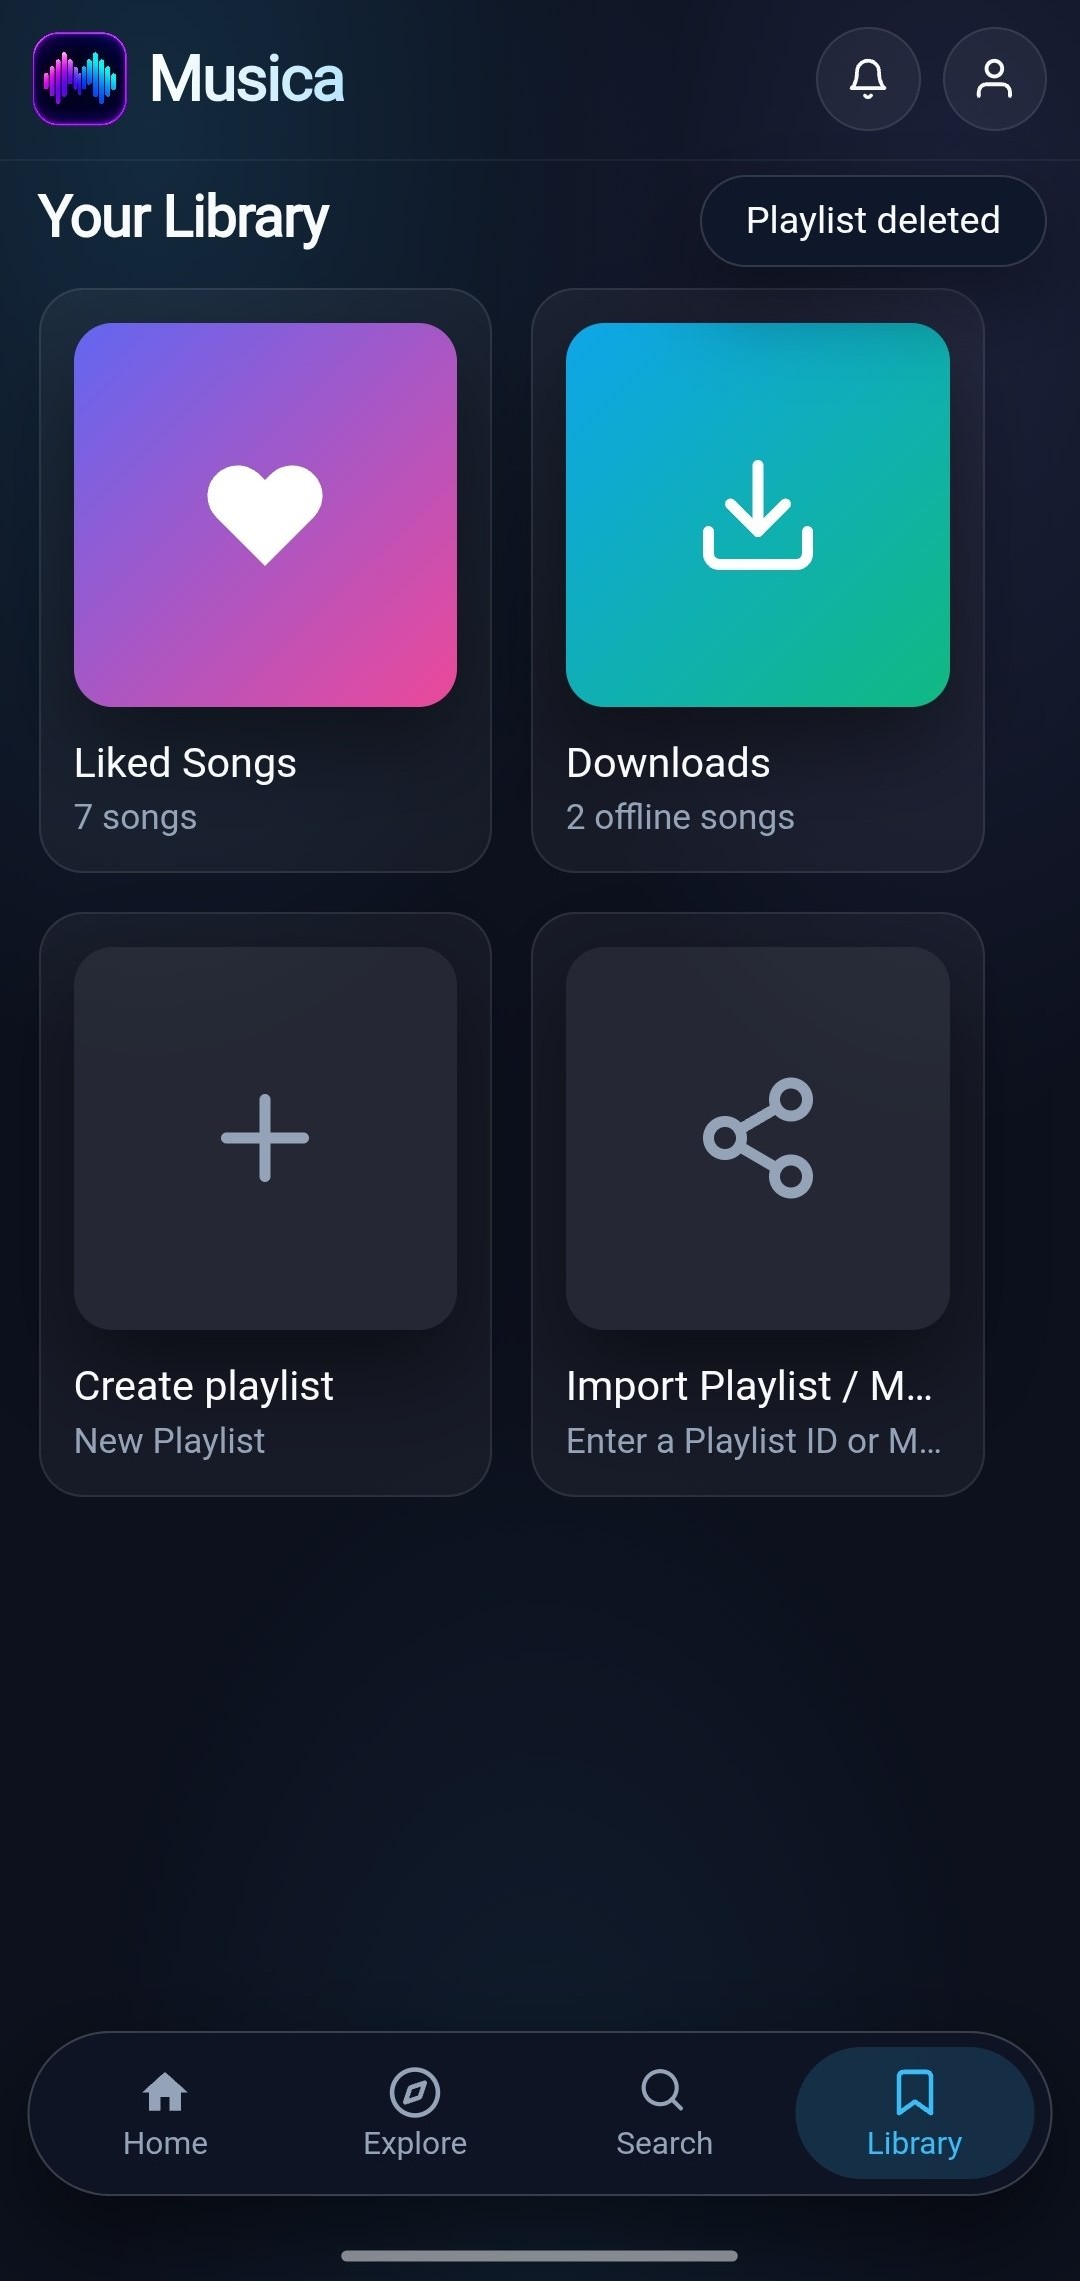 Musica
Your Library
Playlist deleted
Liked Songs
7 songs
Downloads
2 offline songs
Create playlist
New Playlist
Import Playlist / M...
Enter a Playlist ID or M...
Home
Explore
Search
Library